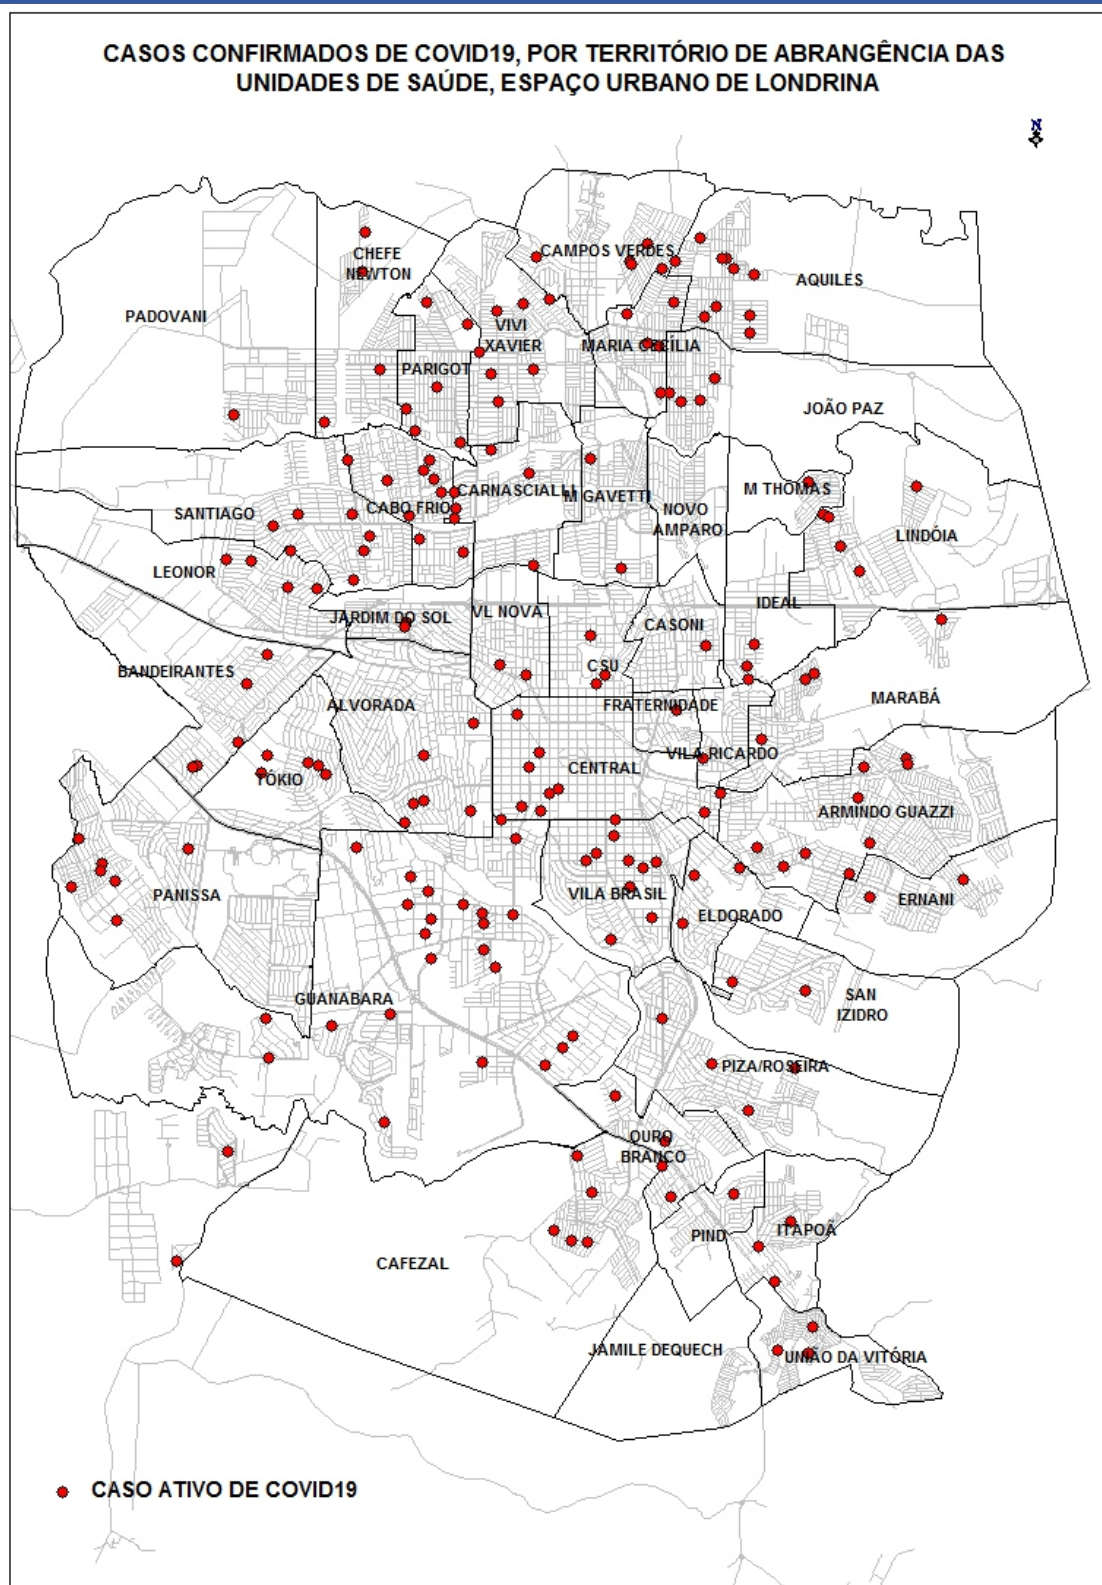 CASOS CONFIRMADOS DE COVID19, POR TERRITÓRIO DE ABRANGÊNCIA DAS
UNIDADES DE SAÚDE, ESPAÇO URBANO DE LONDRINA
N
CHEFE
NEWTON
CAMPOS VERDES
AQUILES
PADOVANI
VIVI
XAVIER
MARIA CECÍLIA
PARIGOT
JOÃO PAZ
CARNASCIALLI
M GAVETTI
M THOMAS
SANTIAGO
CABO FRIO
NOVO
AMPARO
LINDÓIA
LEONOR
IDEAL
JARDIM DO SOL
VL NOVA
CASONI
BANDEIRANTES
CSU
ALVORADA
FRATERNIDADE
MARABÁ
VILA RICARDO
TÓKIO
CENTRAL
ARMINDO GUAZZI
PANISSA
VILA BRASIL
ERNANI
ELDORADO
GUANABARA
SAN
IZIDRO
PIZA/ROSEIRA
OURO
BRANCO
PIND
ITAPOÃ
CAFEZAL
JAMILE DEQUECH
UNIÃO DA VITÓRIA
CASO ATIVO DE COVID19